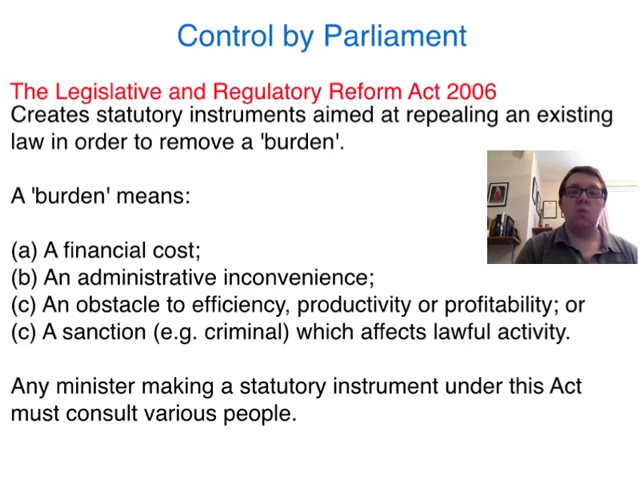 Control by Parliament
The Legislative and Regulatory Reform Act 2006
Creates statutory instruments aimed at repealing an existing
law in order to remove a 'burden'.
A 'burden' means:
(a) A financial cost;
(b) An administrative inconvenience;
(c) An obstacle to efficiency, productivity or profitability; or
(c) A sanction (e.g. criminal) which affects lawful activity.
Any minister making a statutory instrument under this Act
must consult various people.